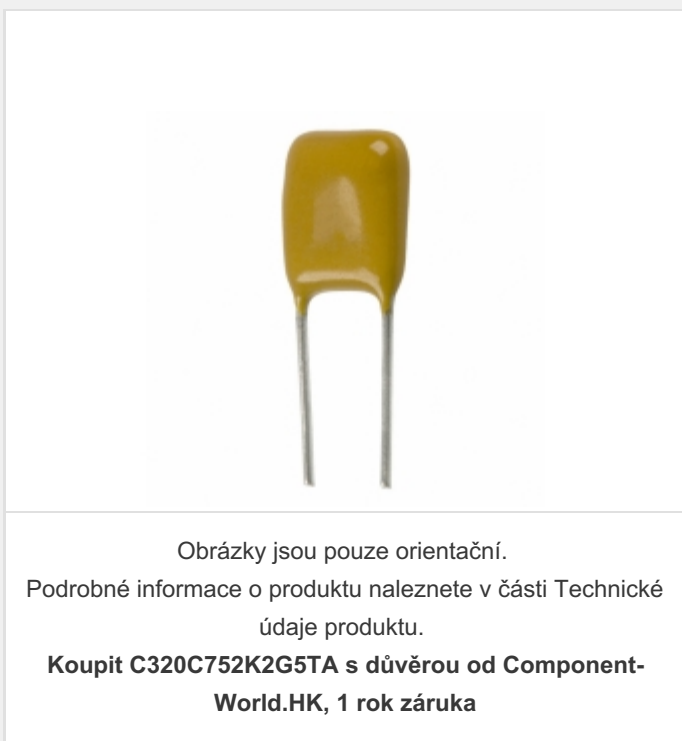 Obrázky jsou pouze orientační.
Podrobné informace o produktu naleznete v části Technické
údaje produktu.
Koupit C320C752K2G5TA s důvěrou od Component-
World.HK, 1 rok záruka